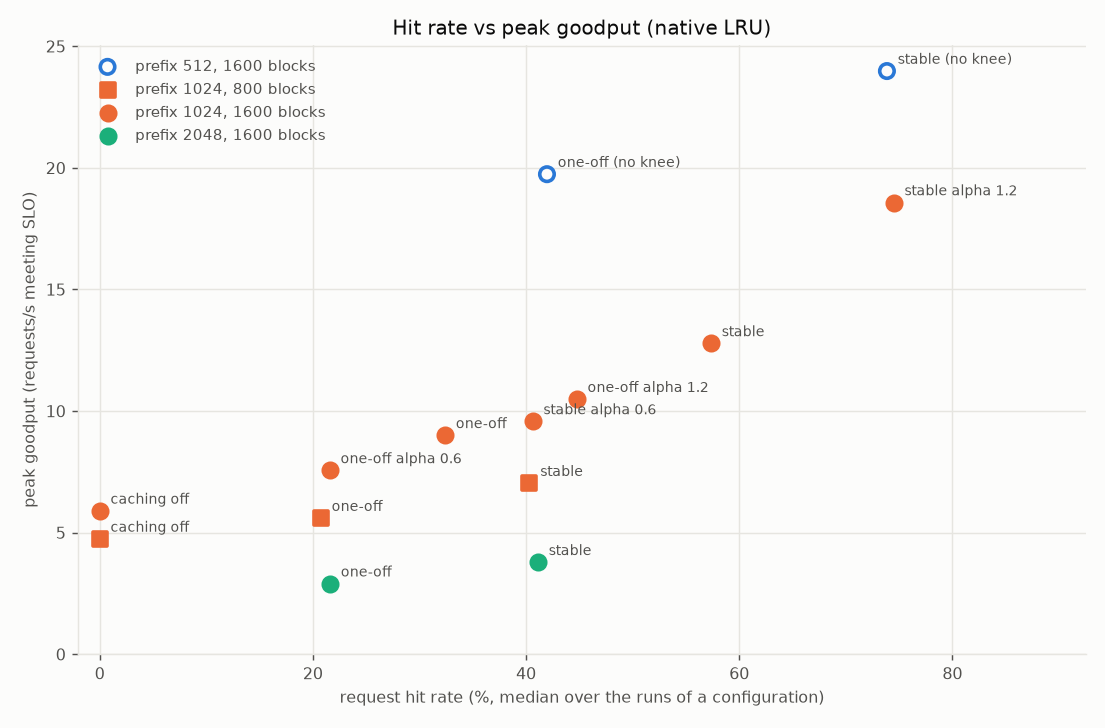 Hit rate vs peak goodput (native LRU)
prefix 512, 1600 blocks
prefix 1024, 800 blocks
prefix 1024, 1600 blocks
prefix 2048, 1600 blocks
stable (no knee)
one-off (no knee)
stable alpha 1.2
stable
one-off alpha 1.2
stable alpha 0.6
one-off
one-off alpha 0.6
stable
caching off
one-off
caching off
stable
one-off
peak goodput (requests/s meeting SLO)
25
20
15
10
5
0
0 20 40 60 80
request hit rate (%, median over the runs of a configuration)